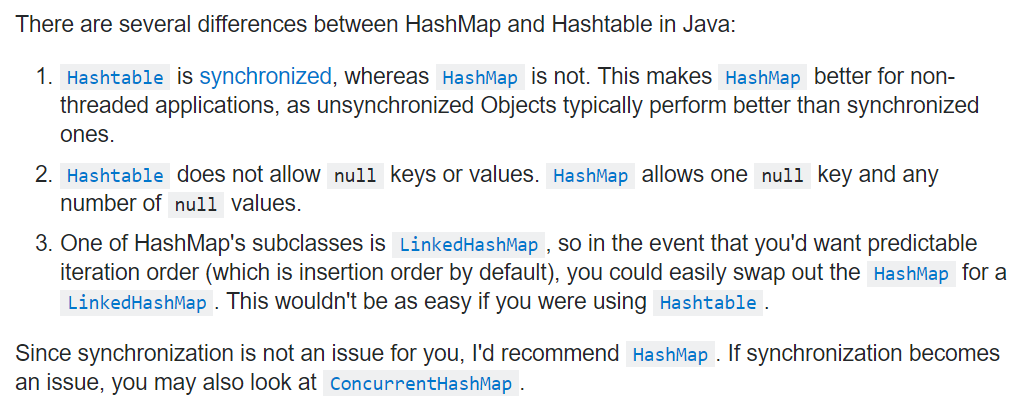 There are several differences between HashMap and Hashtable in Java:
1. Hashtable is synchronized, whereas HashMap is not. This makes HashMap better for non-
threaded applications, as unsynchronized Objects typically perform better than synchronized
ones.
2. Hashtable does not allow null keys or values. HashMap allows one null key and any
number of null values.
3. One of HashMap's subclasses is LinkedHashMap, so in the event that you'd want predictable
iteration order (which is insertion order by default), you could easily swap out the HashMap for a
LinkedHashMap. This wouldn't be as easy if you were using Hashtable.
Since synchronization is not an issue for you, I'd recommend HashMap. If synchronization becomes
an issue, you may also look at ConcurrentHashMap.